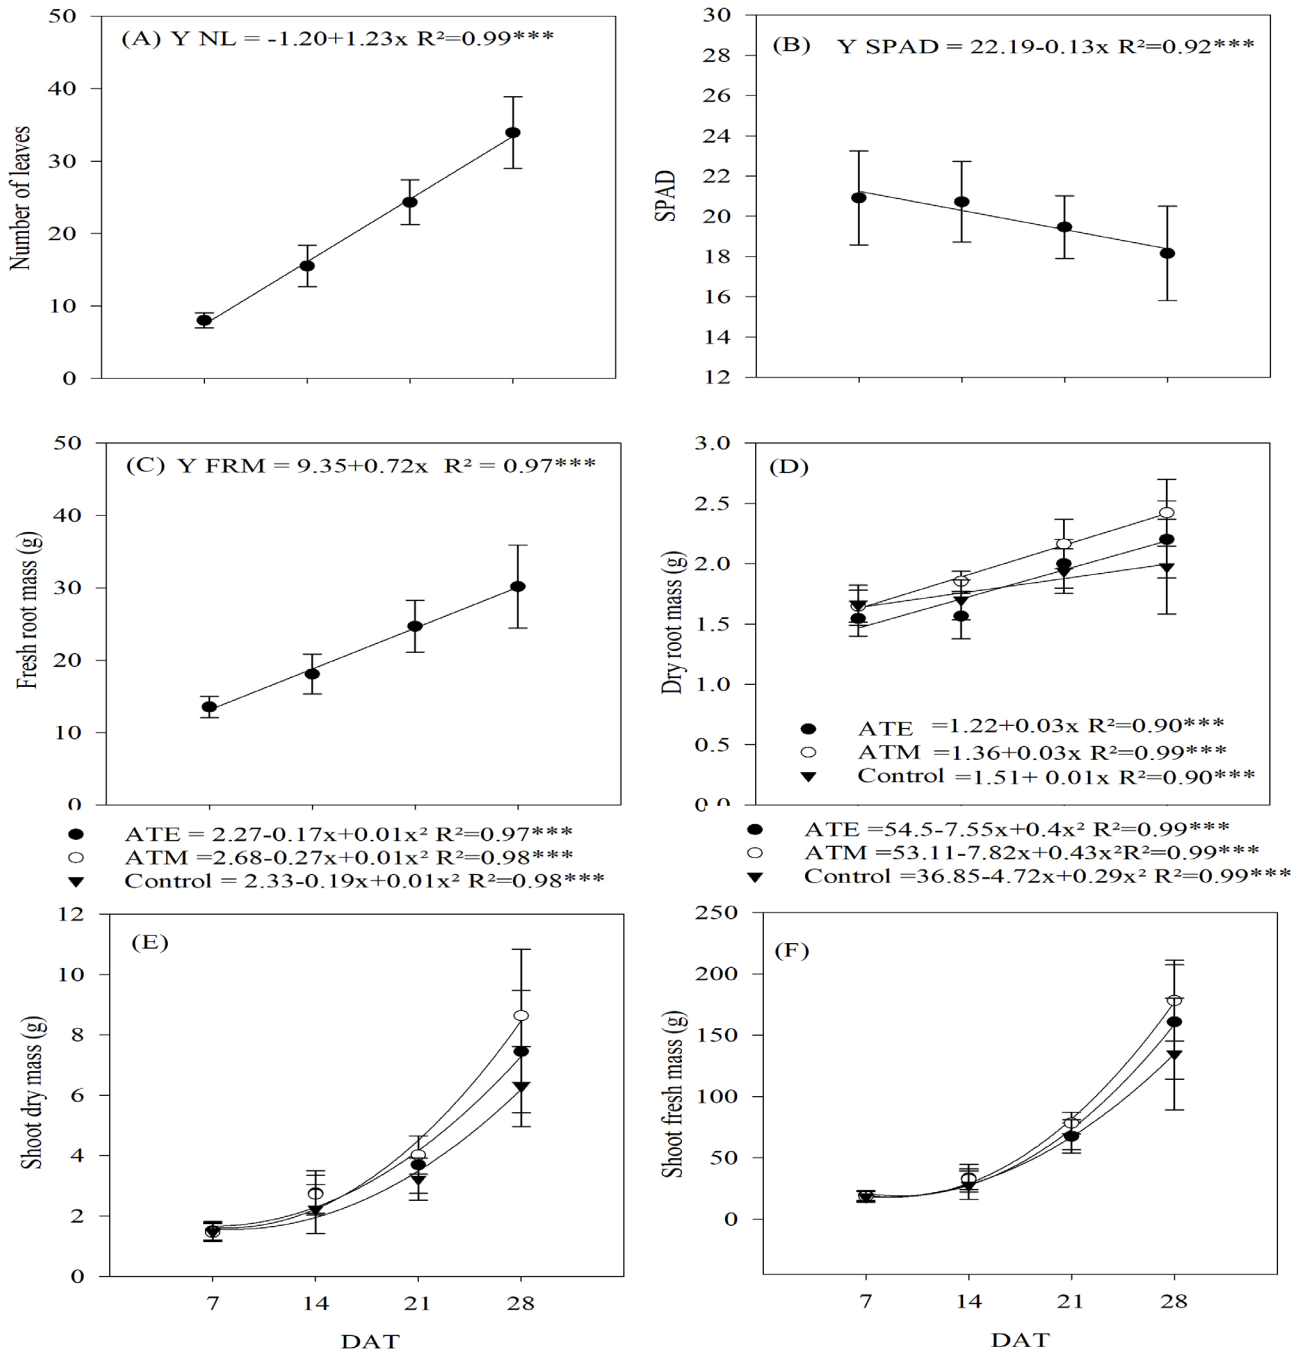 (A) Y NL = -1.20+1.23x R²=0.99***
50
40
30
20
10
0
Number of leaves
(B) Y SPAD = 22.19-0.13x R²=0.92***
30
28
26
24
22
20
18
16
14
12
SPAD
(C) Y FRM = 9.35+0.72x R² = 0.97***
50
40
30
20
10
0
Fresh root mass (g)
(D)
3.0
2.5
2.0
1.5
1.0
0.5
0.0
Dry root mass (g)
ATE =1.22+0.03x R²=0.90***
ATM =1.36+0.03x R²=0.99***
Control =1.51+ 0.01x R²=0.90***
ATE = 2.27-0.17x+0.01x² R²=0.97***
ATM =2.68-0.27x+0.01x² R²=0.98***
Control = 2.33-0.19x+0.01x² R²=0.98***
(E)
12
10
8
6
4
2
0
Shoot dry mass (g)
7 14 21 28
DAT
ATE =54.5-7.55x+0.4x² R²=0.99***
ATM =53.11-7.82x+0.43x²R²=0.99***
Control =36.85-4.72x+0.29x² R²=0.99***
(F)
250
200
150
100
50
0
Shoot fresh mass (g)
7 14 21 28
DAT